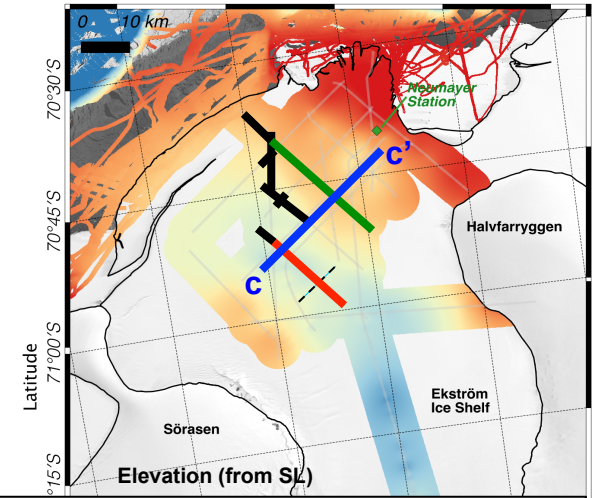 0 10 km
70°30'S
Neumayer
Station
C'
70°45'S
Halvfarryggen
C
71°00'S
Latitude
Ekström
Ice Shelf
Sörasen
°15'S
Elevation (from SL)